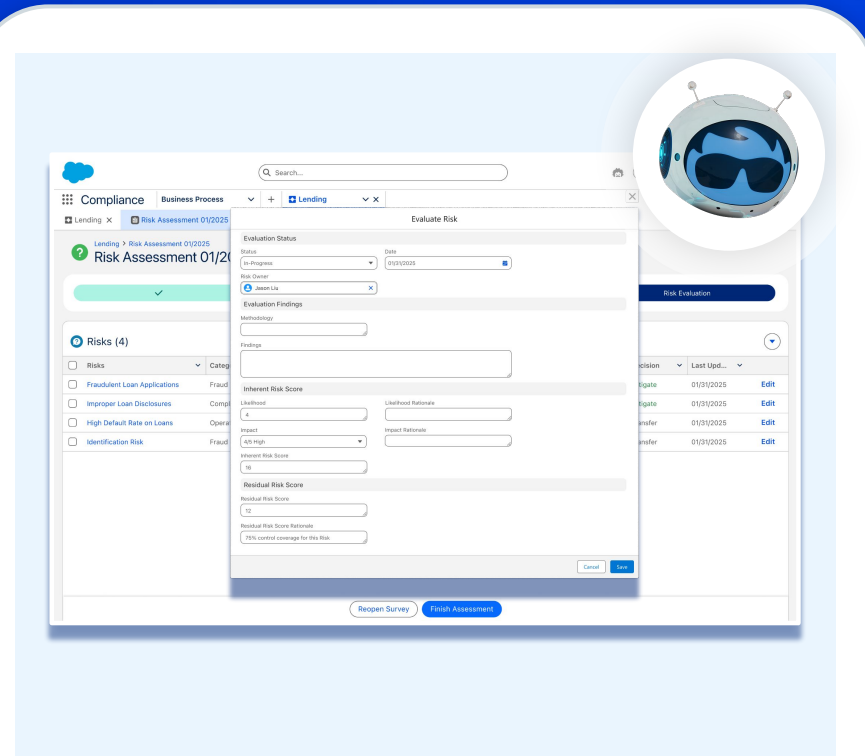 Search...
Compliance Business Process + Lending
Lending Risk Assessment 01/2025
Evaluate Risk
Lending > Risk Assessment 01/2025
Risk Assessment 01/20
Risk Evaluation
Evaluation Status
Status Date
In-Progress 01/31/2025
Risk Owner
Jason Liu
Evaluation Findings
Methodology
Findings
Inherent Risk Score
Likelihood Likelihood Rationale
4
Impact Impact Rationale
4/5 High
Inherent Risk Score
16
Residual Risk Score
Residual Risk Score
12
Residual Risk Score Rationale
75% control coverage for this Risk
Cancel Save
Risks (4)
Risks Categ cision Last Upd...
Fraudulent Loan Applications Fraud tigate 01/31/2025 Edit
Improper Loan Disclosures Compl tigate 01/31/2025 Edit
High Default Rate on Loans Opera ansfer 01/31/2025 Edit
Identification Risk Fraud ansfer 01/31/2025 Edit
Reopen Survey Finish Assessment